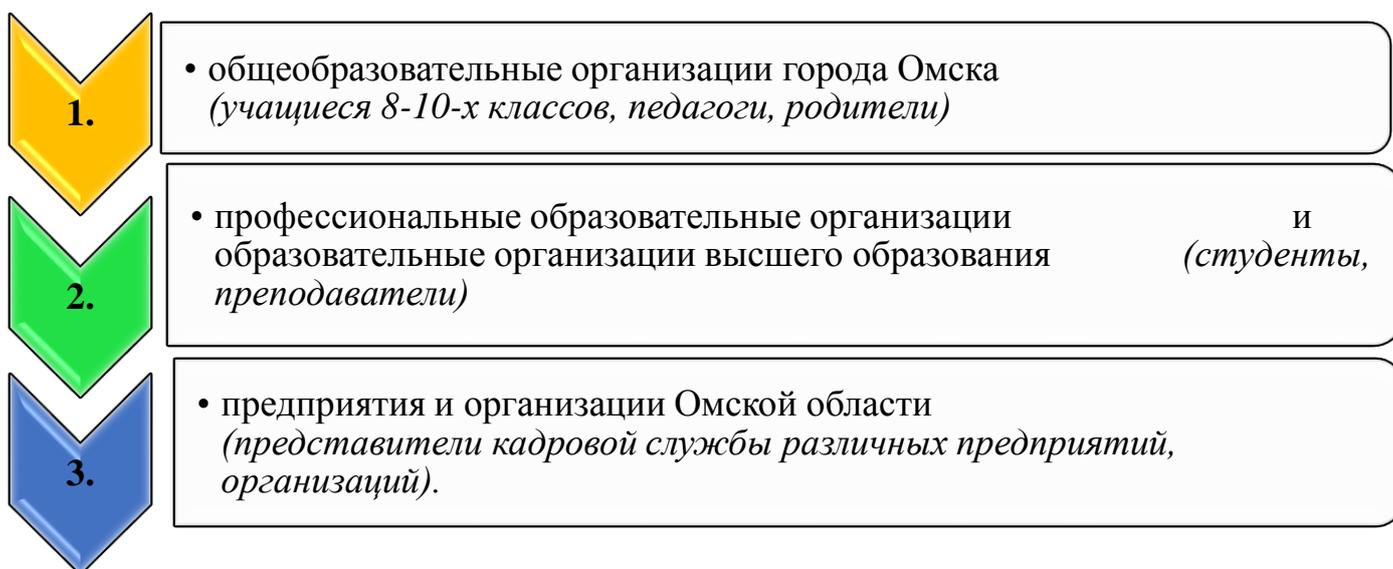 1.
• общеобразовательные организации города Омска
(учащиеся 8-10-х классов, педагоги, родители)
2.
• профессиональные образовательные организации и
образовательные организации высшего образования (студенты,
преподаватели)
3.
• предприятия и организации Омской области
(представители кадровой службы различных предприятий,
организаций).